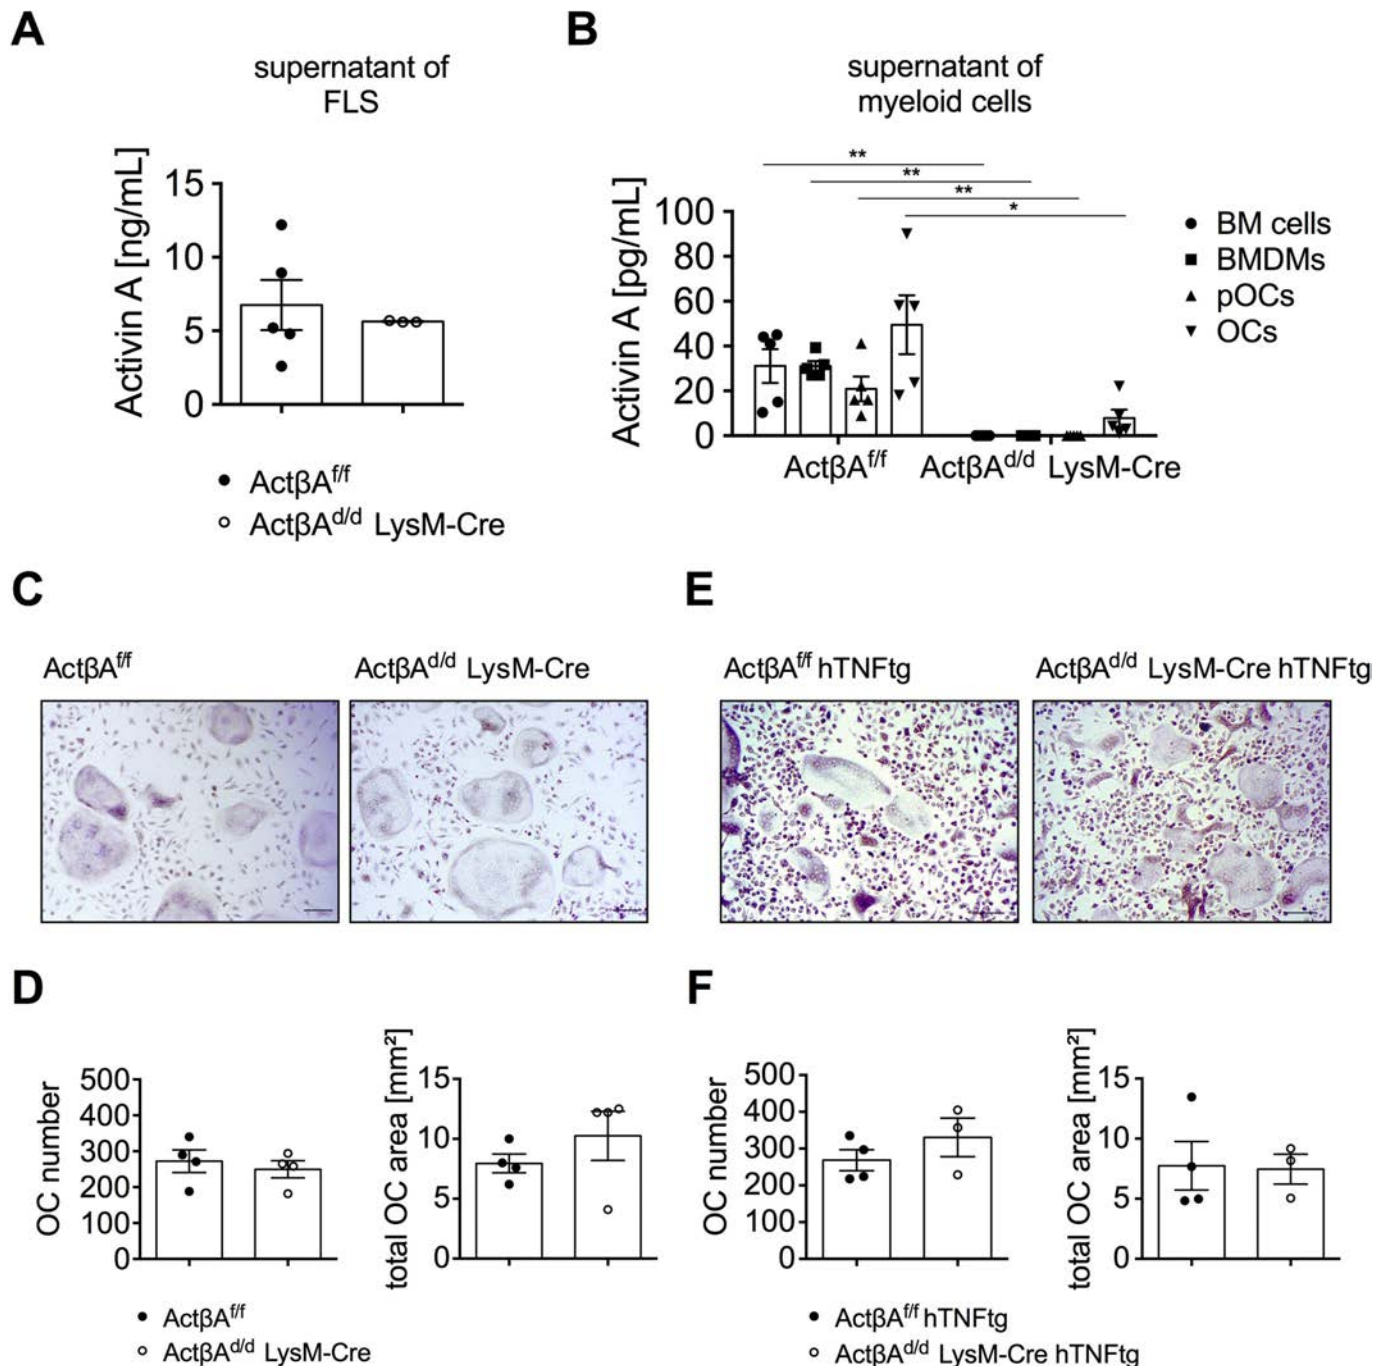 A
supernatant of
FLS
Activin A [ng/mL]
15
10
5
0
ActβA^f/f
ActβA^d/d LysM-Cre
B
supernatant of
myeloid cells
**
**
**
*
Activin A [pg/mL]
100
80
60
40
20
0
ActβA^f/f
ActβA^d/d LysM-Cre
BM cells
BMDMs
pOCs
OCs
C
ActβA^f/f
ActβA^d/d LysM-Cre
E
ActβA^f/f hTNFtg
ActβA^d/d LysM-Cre hTNFtg
D
OC number
500
400
300
200
100
0
total OC area [mm²]
15
10
5
0
ActβA^f/f
ActβA^d/d LysM-Cre
F
OC number
500
400
300
200
100
0
total OC area [mm²]
15
10
5
0
ActβA^f/f hTNFtg
ActβA^d/d LysM-Cre hTNFtg